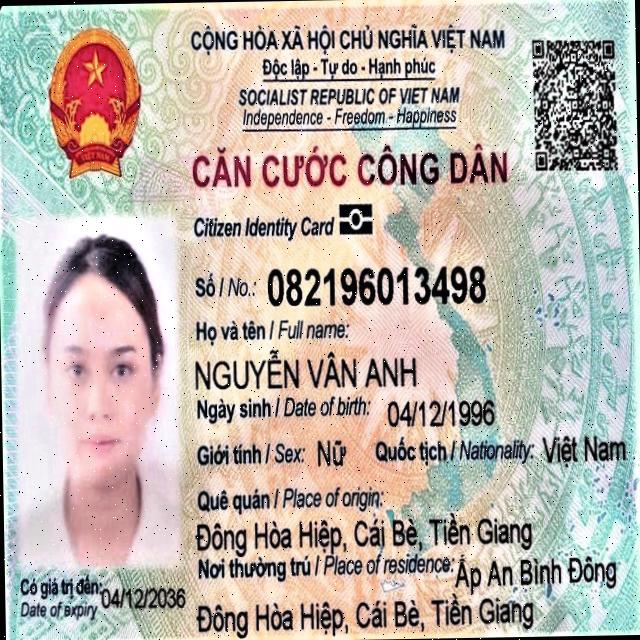 CỘNG HÒA XÃ HỘI CHỦ NGHĨA VIỆT NAM
Độc lập - Tự do - Hạnh phúc
SOCIALIST REPUBLIC OF VIET NAM
Independence - Freedom - Happiness
CĂN CƯỚC CÔNG DÂN
Citizen Identity Card
Số / No.: 082196013498
Họ và tên / Full name:
NGUYỄN VÂN ANH
Ngày sinh / Date of birth: 04/12/1996
Giới tính / Sex: Nữ Quốc tịch / Nationality: Việt Nam
Quê quán / Place of origin:
Đông Hòa Hiệp, Cái Bè, Tiền Giang
Nơi thường trú / Place of residence: Ấp An Bình Đông
Đông Hòa Hiệp, Cái Bè, Tiền Giang
Có giá trị đến: 04/12/2036
Date of expiry
VIỆT NAM